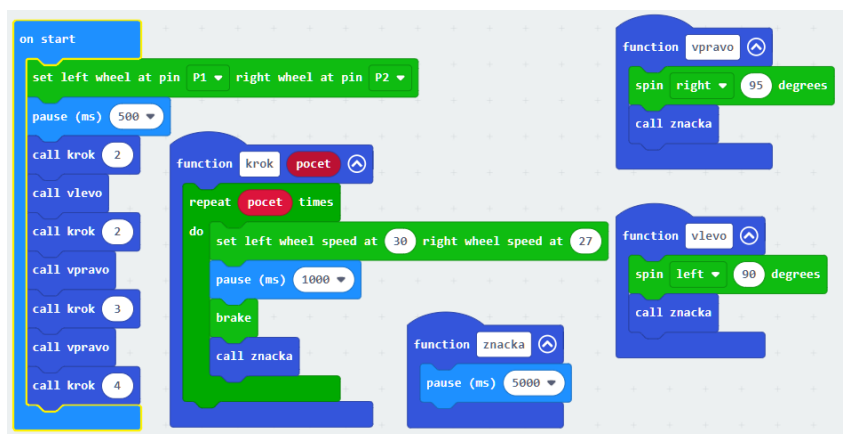 on start
set left wheel at pin P1 right wheel at pin P2
pause (ms) 500
call krok 2
call vlevo
call krok 2
call vpravo
call krok 3
call vpravo
call krok 4
function krok pocet
repeat pocet times
do
set left wheel speed at 30 right wheel speed at 27
pause (ms) 1000
brake
call znacka
function znacka
pause (ms) 5000
function vpravo
spin right 95 degrees
call znacka
function vlevo
spin left 90 degrees
call znacka